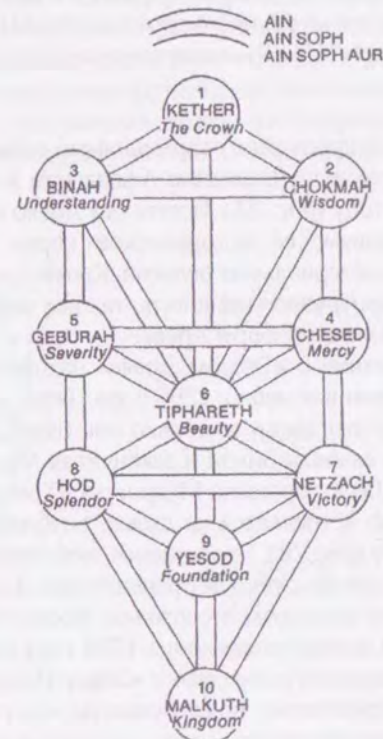 AIN
AIN SOPH
AIN SOPH AUR
1
KETHER
The Crown
3
BINAH
Understanding
2
CHOKMAH
Wisdom
5
GEBURAH
Severity
4
CHESED
Mercy
6
TIPHARETH
Beauty
8
HOD
Splendor
7
NETZACH
Victory
9
YESOD
Foundation
10
MALKUTH
Kingdom